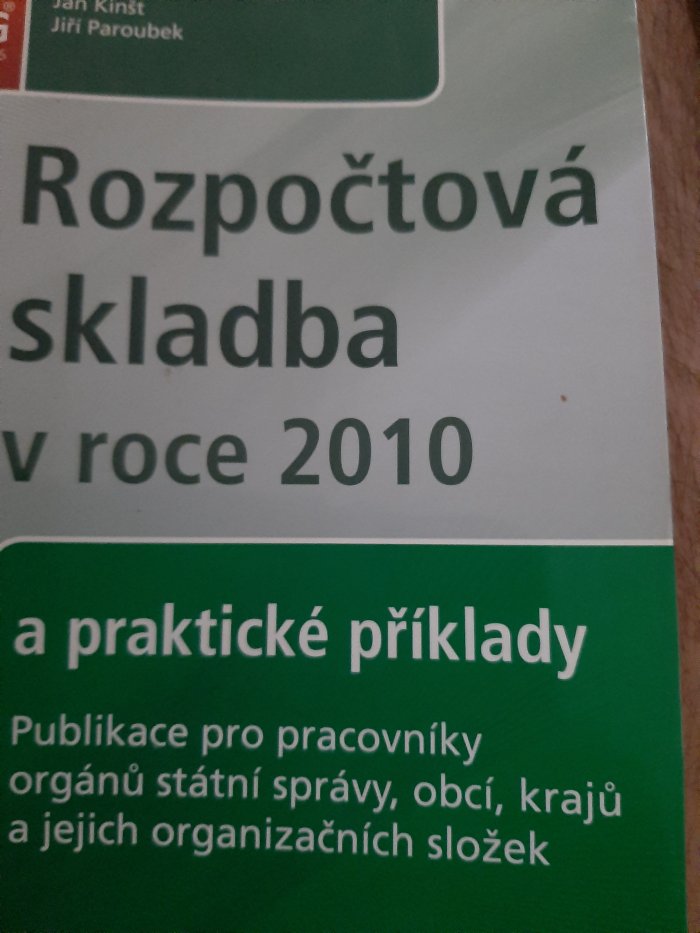 Jan Kinšt
Jiří Paroubek
Rozpočtová
skladba
v roce 2010
a praktické příklady
Publikace pro pracovníky
orgánů státní správy, obcí, krajů
a jejich organizačních složek